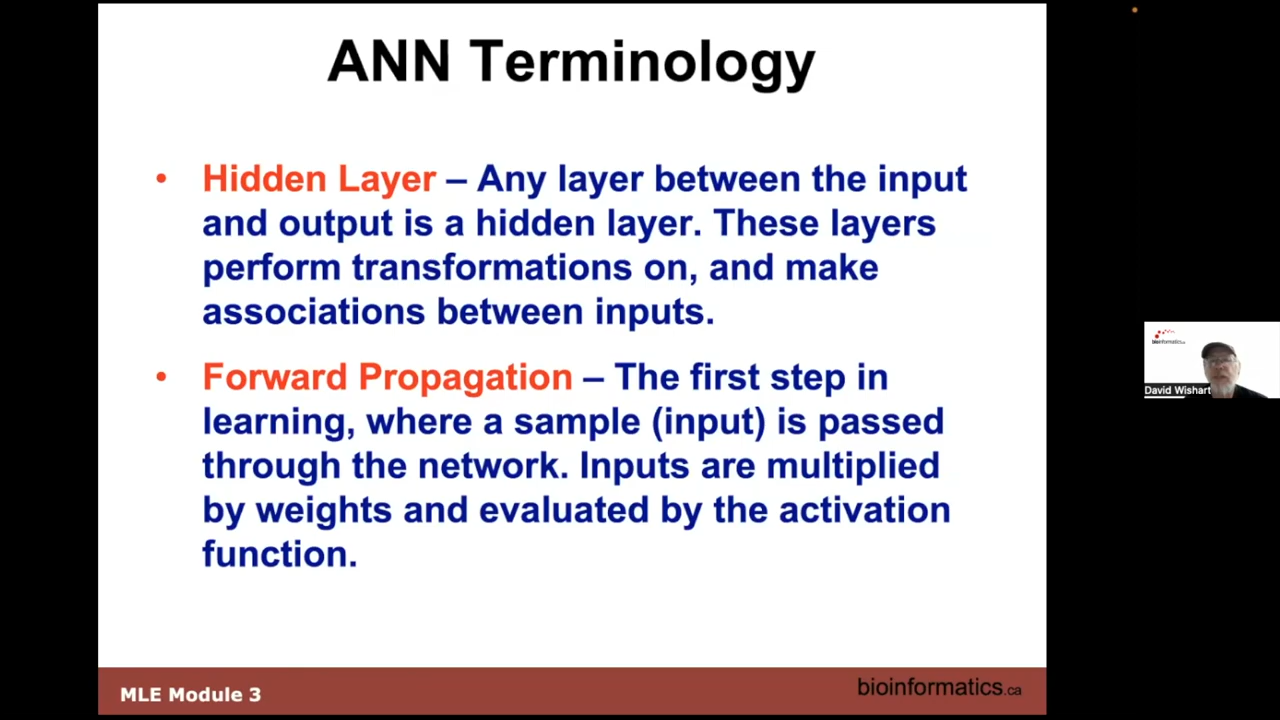 ANN Terminology
• Hidden Layer – Any layer between the input
and output is a hidden layer. These layers
perform transformations on, and make
associations between inputs.
• Forward Propagation – The first step in
learning, where a sample (input) is passed
through the network. Inputs are multiplied
by weights and evaluated by the activation
function.
MLE Module 3
bioinformatics.ca
bioinformatics.ca
David Wishart